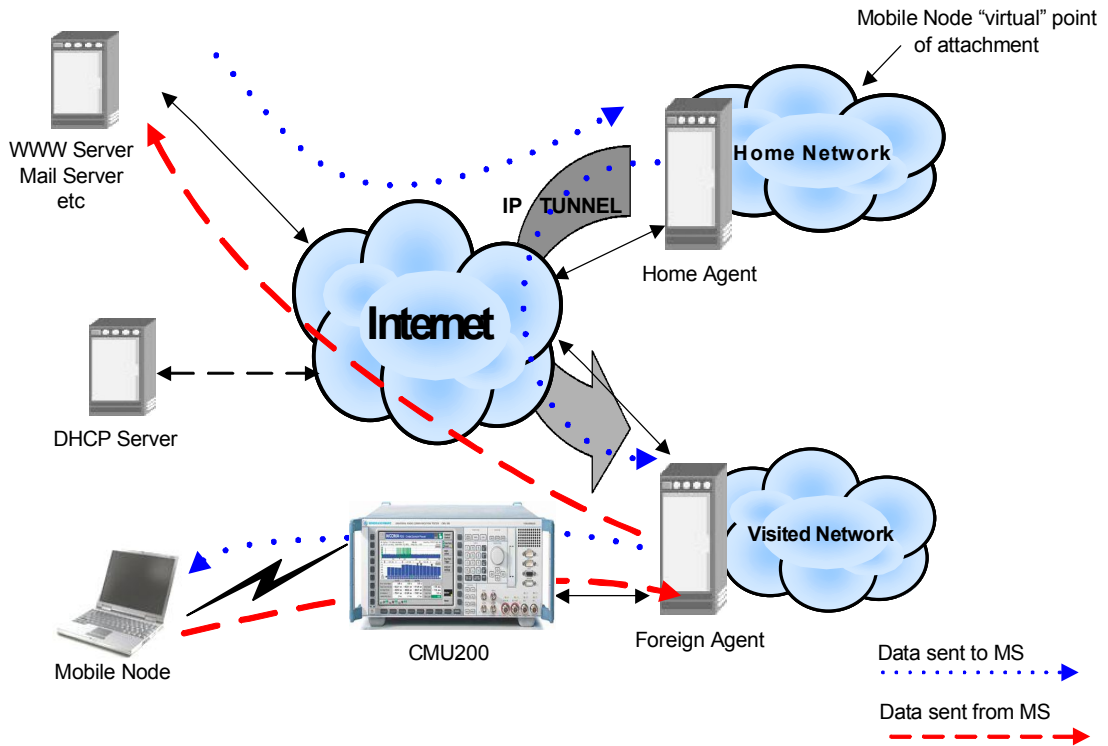 Mobile Node “virtual” point
of attachment
WWW Server
Mail Server
etc
Home Network
IP TUNNEL
Home Agent
Internet
DHCP Server
Visited Network
Mobile Node
CMU200
Foreign Agent
Data sent to MS
Data sent from MS